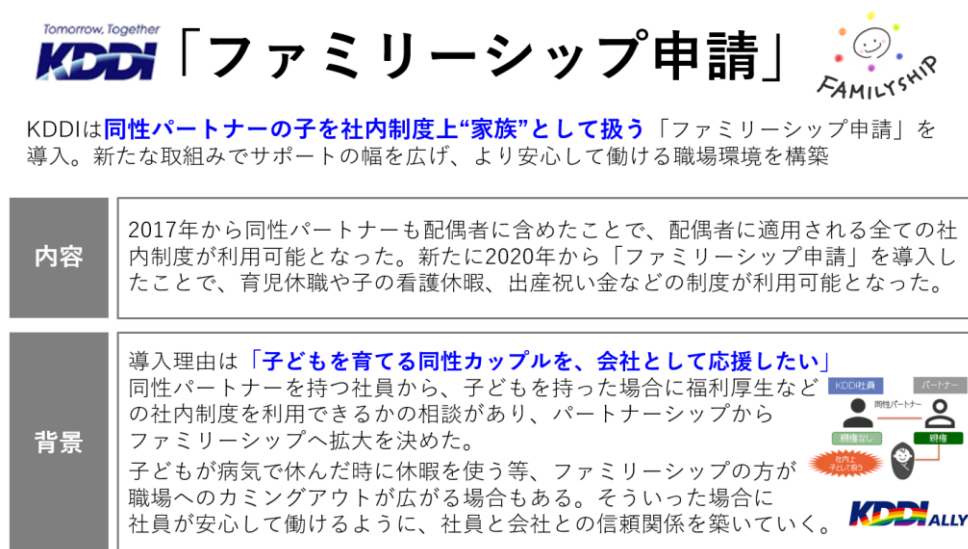 Tomorrow, Together
KDDI「ファミリーシップ申請」
FAMILYSHIP
KDDIは同性パートナーの子を社内制度上“家族”として扱う「ファミリーシップ申請」を
導入。新たな取組みでサポートの幅を広げ、より安心して働ける職場環境を構築
内容
2017年から同性パートナーも配偶者に含めたことで、配偶者に適用される全ての社
内制度が利用可能となった。新たに2020年から「ファミリーシップ申請」を導入し
たことで、育児休職や子の看護休暇、出産祝い金などの制度が利用可能となった。
背景
導入理由は「子どもを育てる同性カップルを、会社として応援したい」
同性パートナーを持つ社員から、子どもを持った場合に福利厚生など
の社内制度を利用できるかの相談があり、パートナーシップから
ファミリーシップへ拡大を決めた。
子どもが病気で休んだ時に休暇を使う等、ファミリーシップの方が
職場へのカミングアウトが広がる場合もある。そういった場合に
社員が安心して働けるように、社員と会社との信頼関係を築いていく。
KDDI社員
パートナー
同性パートナー
親権なし
親権
社内上
子として扱う
KDDI ALLY